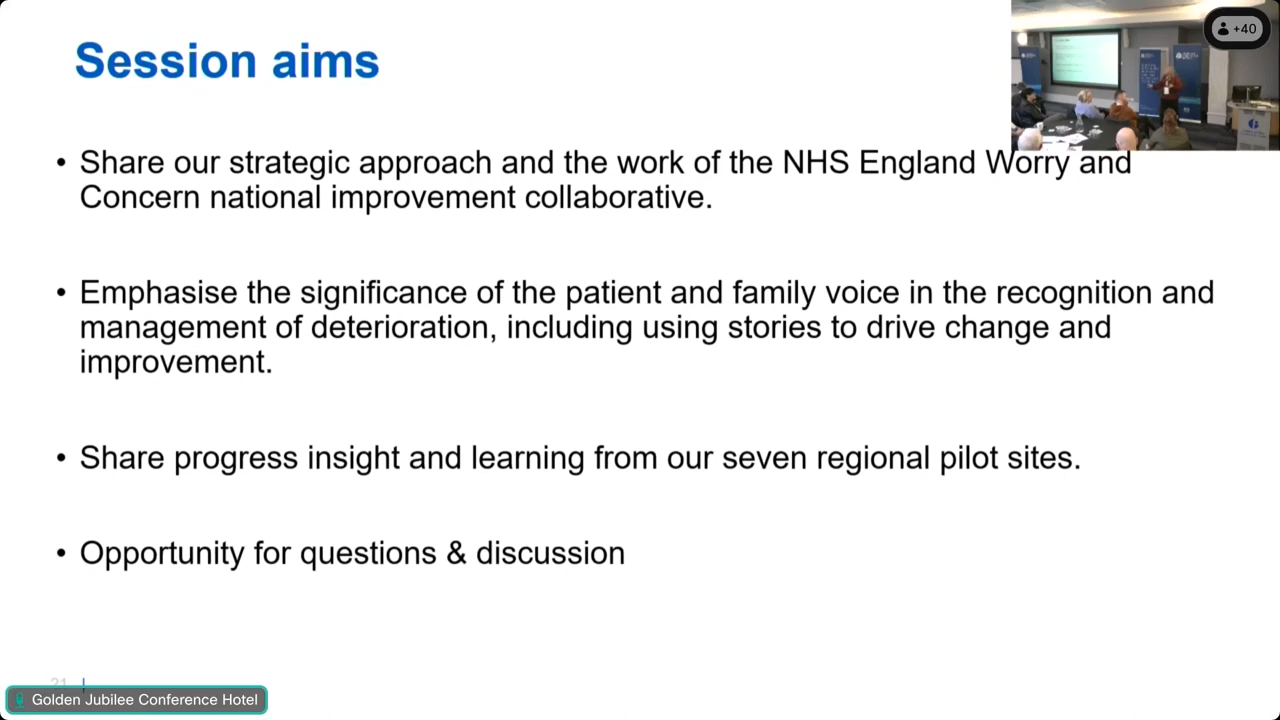 Session aims
+40
• Share our strategic approach and the work of the NHS England Worry and
Concern national improvement collaborative.
• Emphasise the significance of the patient and family voice in the recognition and
management of deterioration, including using stories to drive change and
improvement.
• Share progress insight and learning from our seven regional pilot sites.
• Opportunity for questions & discussion
21
Golden Jubilee Conference Hotel